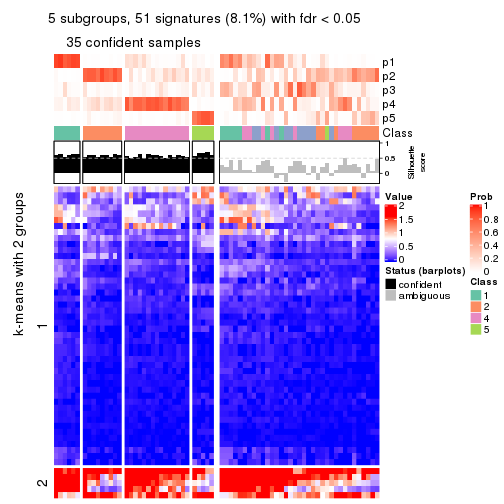 5 subgroups, 51 signatures (8.1%) with fdr < 0.05
35 confident samples
p1
p2
p3
p4
p5
Class
1
0.5
0
Silhouette
score
k-means with 2 groups
1
2
Value
2
1.5
1
0.5
0
Status (barplots)
confident
ambiguous
Prob
1
0.8
0.6
0.4
0.2
0
Class
1
2
4
5